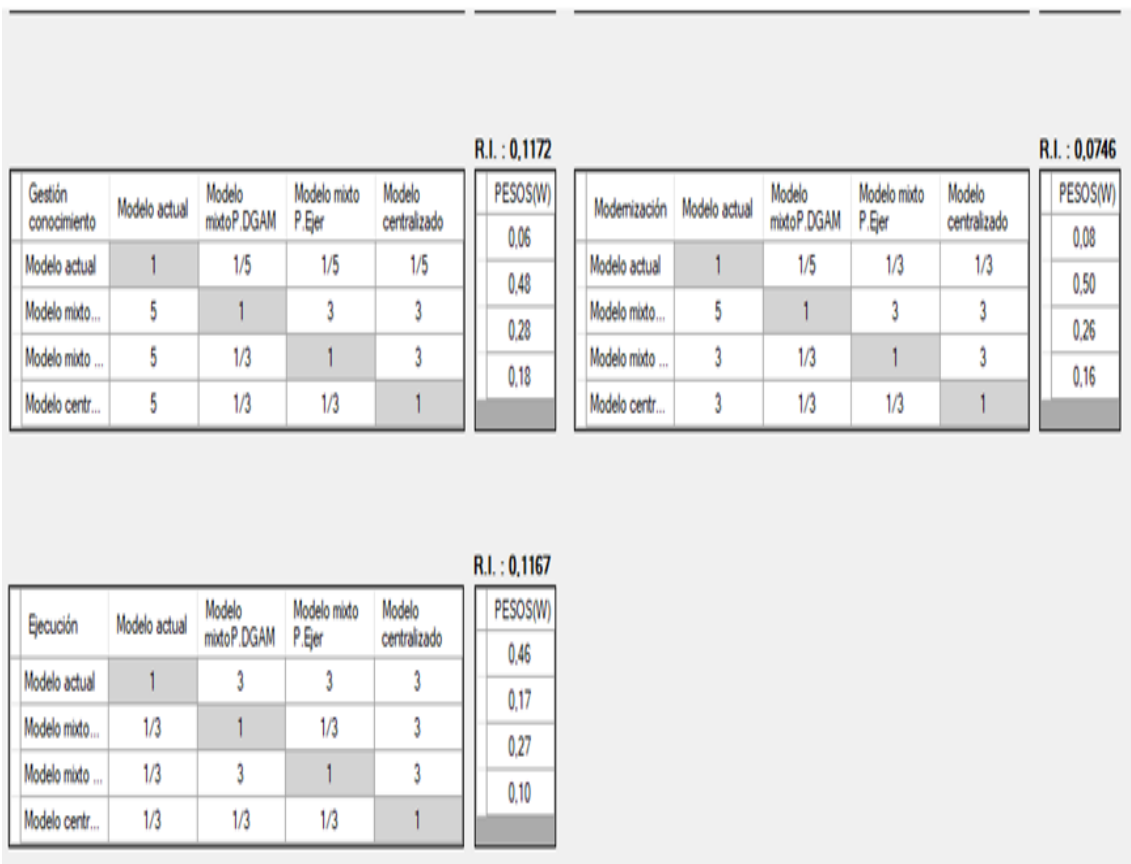 R.I. : 0,1172
Gestión conocimiento Modelo actual Modelo mixtoP.DGAM Modelo mixto P.Ejer Modelo centralizado PESOS(W)
Modelo actual 1 1/5 1/5 1/5 0,06
Modelo mixto... 5 1 3 3 0,48
Modelo mixto ... 5 1/3 1 3 0,28
Modelo centr... 5 1/3 1/3 1 0,18
R.I. : 0,0746
Modernización Modelo actual Modelo mixtoP.DGAM Modelo mixto P.Ejer Modelo centralizado PESOS(W)
Modelo actual 1 1/5 1/3 1/3 0,08
Modelo mixto... 5 1 3 3 0,50
Modelo mixto ... 3 1/3 1 3 0,26
Modelo centr... 3 1/3 1/3 1 0,16
R.I. : 0,1167
Ejecución Modelo actual Modelo mixtoP.DGAM Modelo mixto P.Ejer Modelo centralizado PESOS(W)
Modelo actual 1 3 3 3 0,46
Modelo mixto... 1/3 1 1/3 3 0,17
Modelo mixto ... 1/3 3 1 3 0,27
Modelo centr... 1/3 1/3 1/3 1 0,10